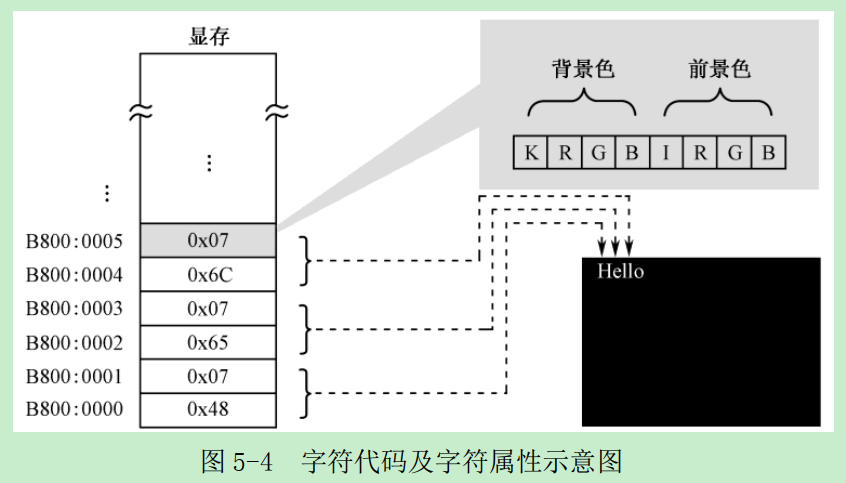 显存
背景色 前景色
K R G B I R G B
⋮
⋮
B800:0005 0x07
B800:0004 0x6C
Hello
B800:0003 0x07
B800:0002 0x65
B800:0001 0x07
B800:0000 0x48
图 5-4 字符代码及字符属性示意图